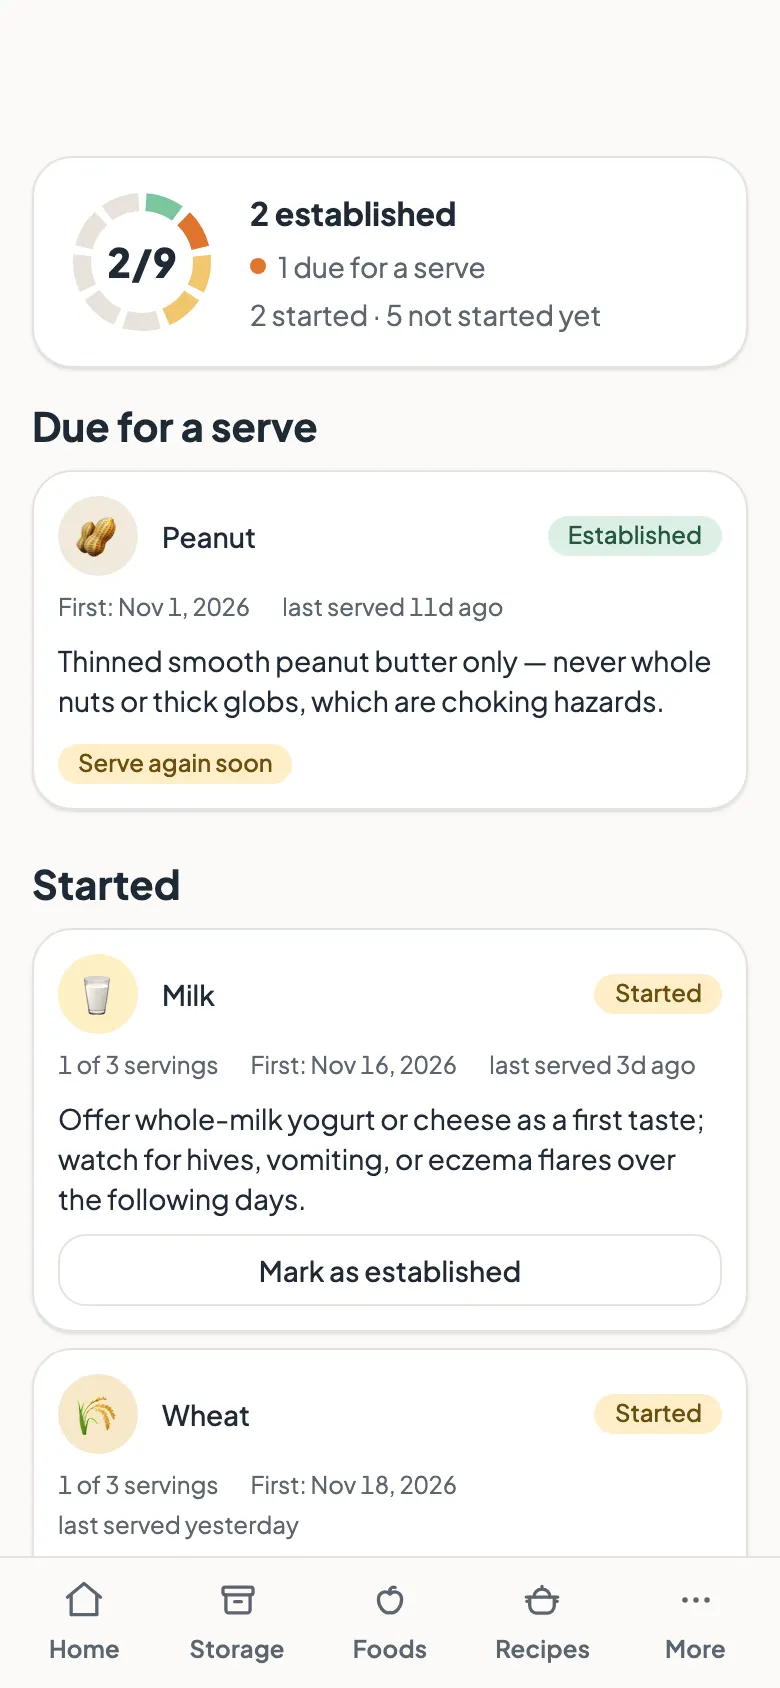 2/9
2 established
1 due for a serve
2 started · 5 not started yet
Due for a serve
Peanut
Established
First: Nov 1, 2026 last served 11d ago
Thinned smooth peanut butter only — never whole
nuts or thick globs, which are choking hazards.
Serve again soon
Started
Milk
Started
1 of 3 servings First: Nov 16, 2026 last served 3d ago
Offer whole-milk yogurt or cheese as a first taste;
watch for hives, vomiting, or eczema flares over
the following days.
Mark as established
Wheat
Started
1 of 3 servings First: Nov 18, 2026
last served yesterday
Home
Storage
Foods
Recipes
More